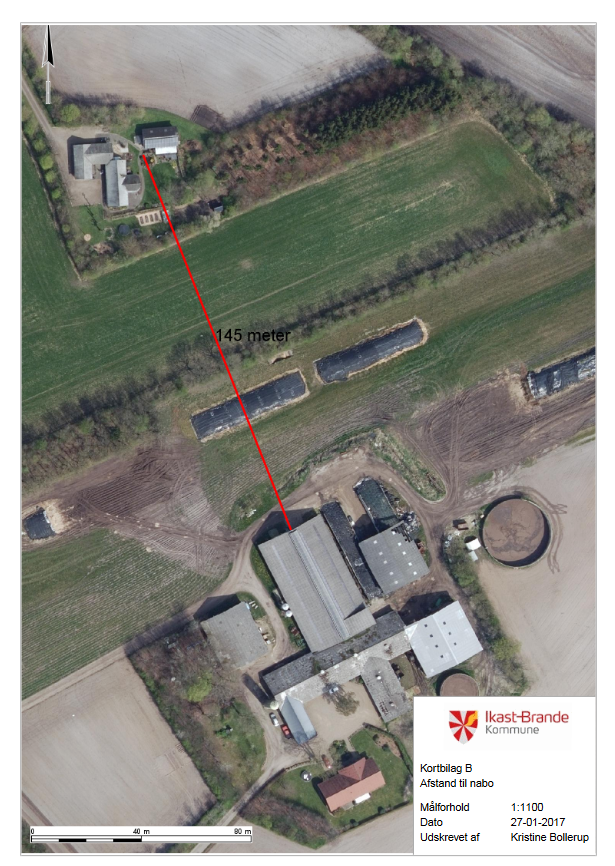 145 meter
Ikast-Brande
Kommune
Kortbilag B
Afstand til nabo
Målforhold 1:1100
Dato 27-01-2017
Udskrevet af Kristine Bollerup
0 40 m 80 m